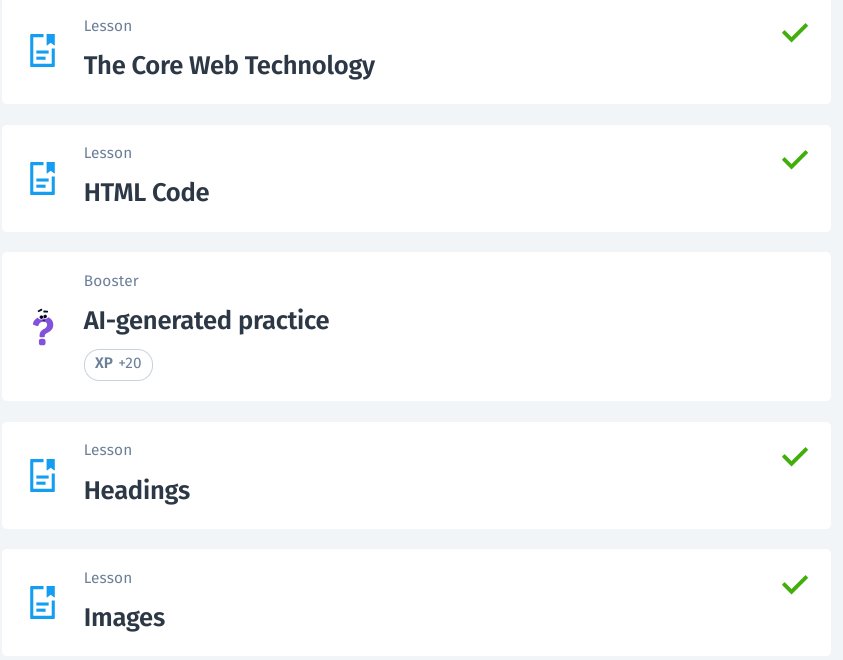 Lesson
The Core Web Technology
Lesson
HTML Code
Booster
AI-generated practice
XP +20
Lesson
Headings
Lesson
Images